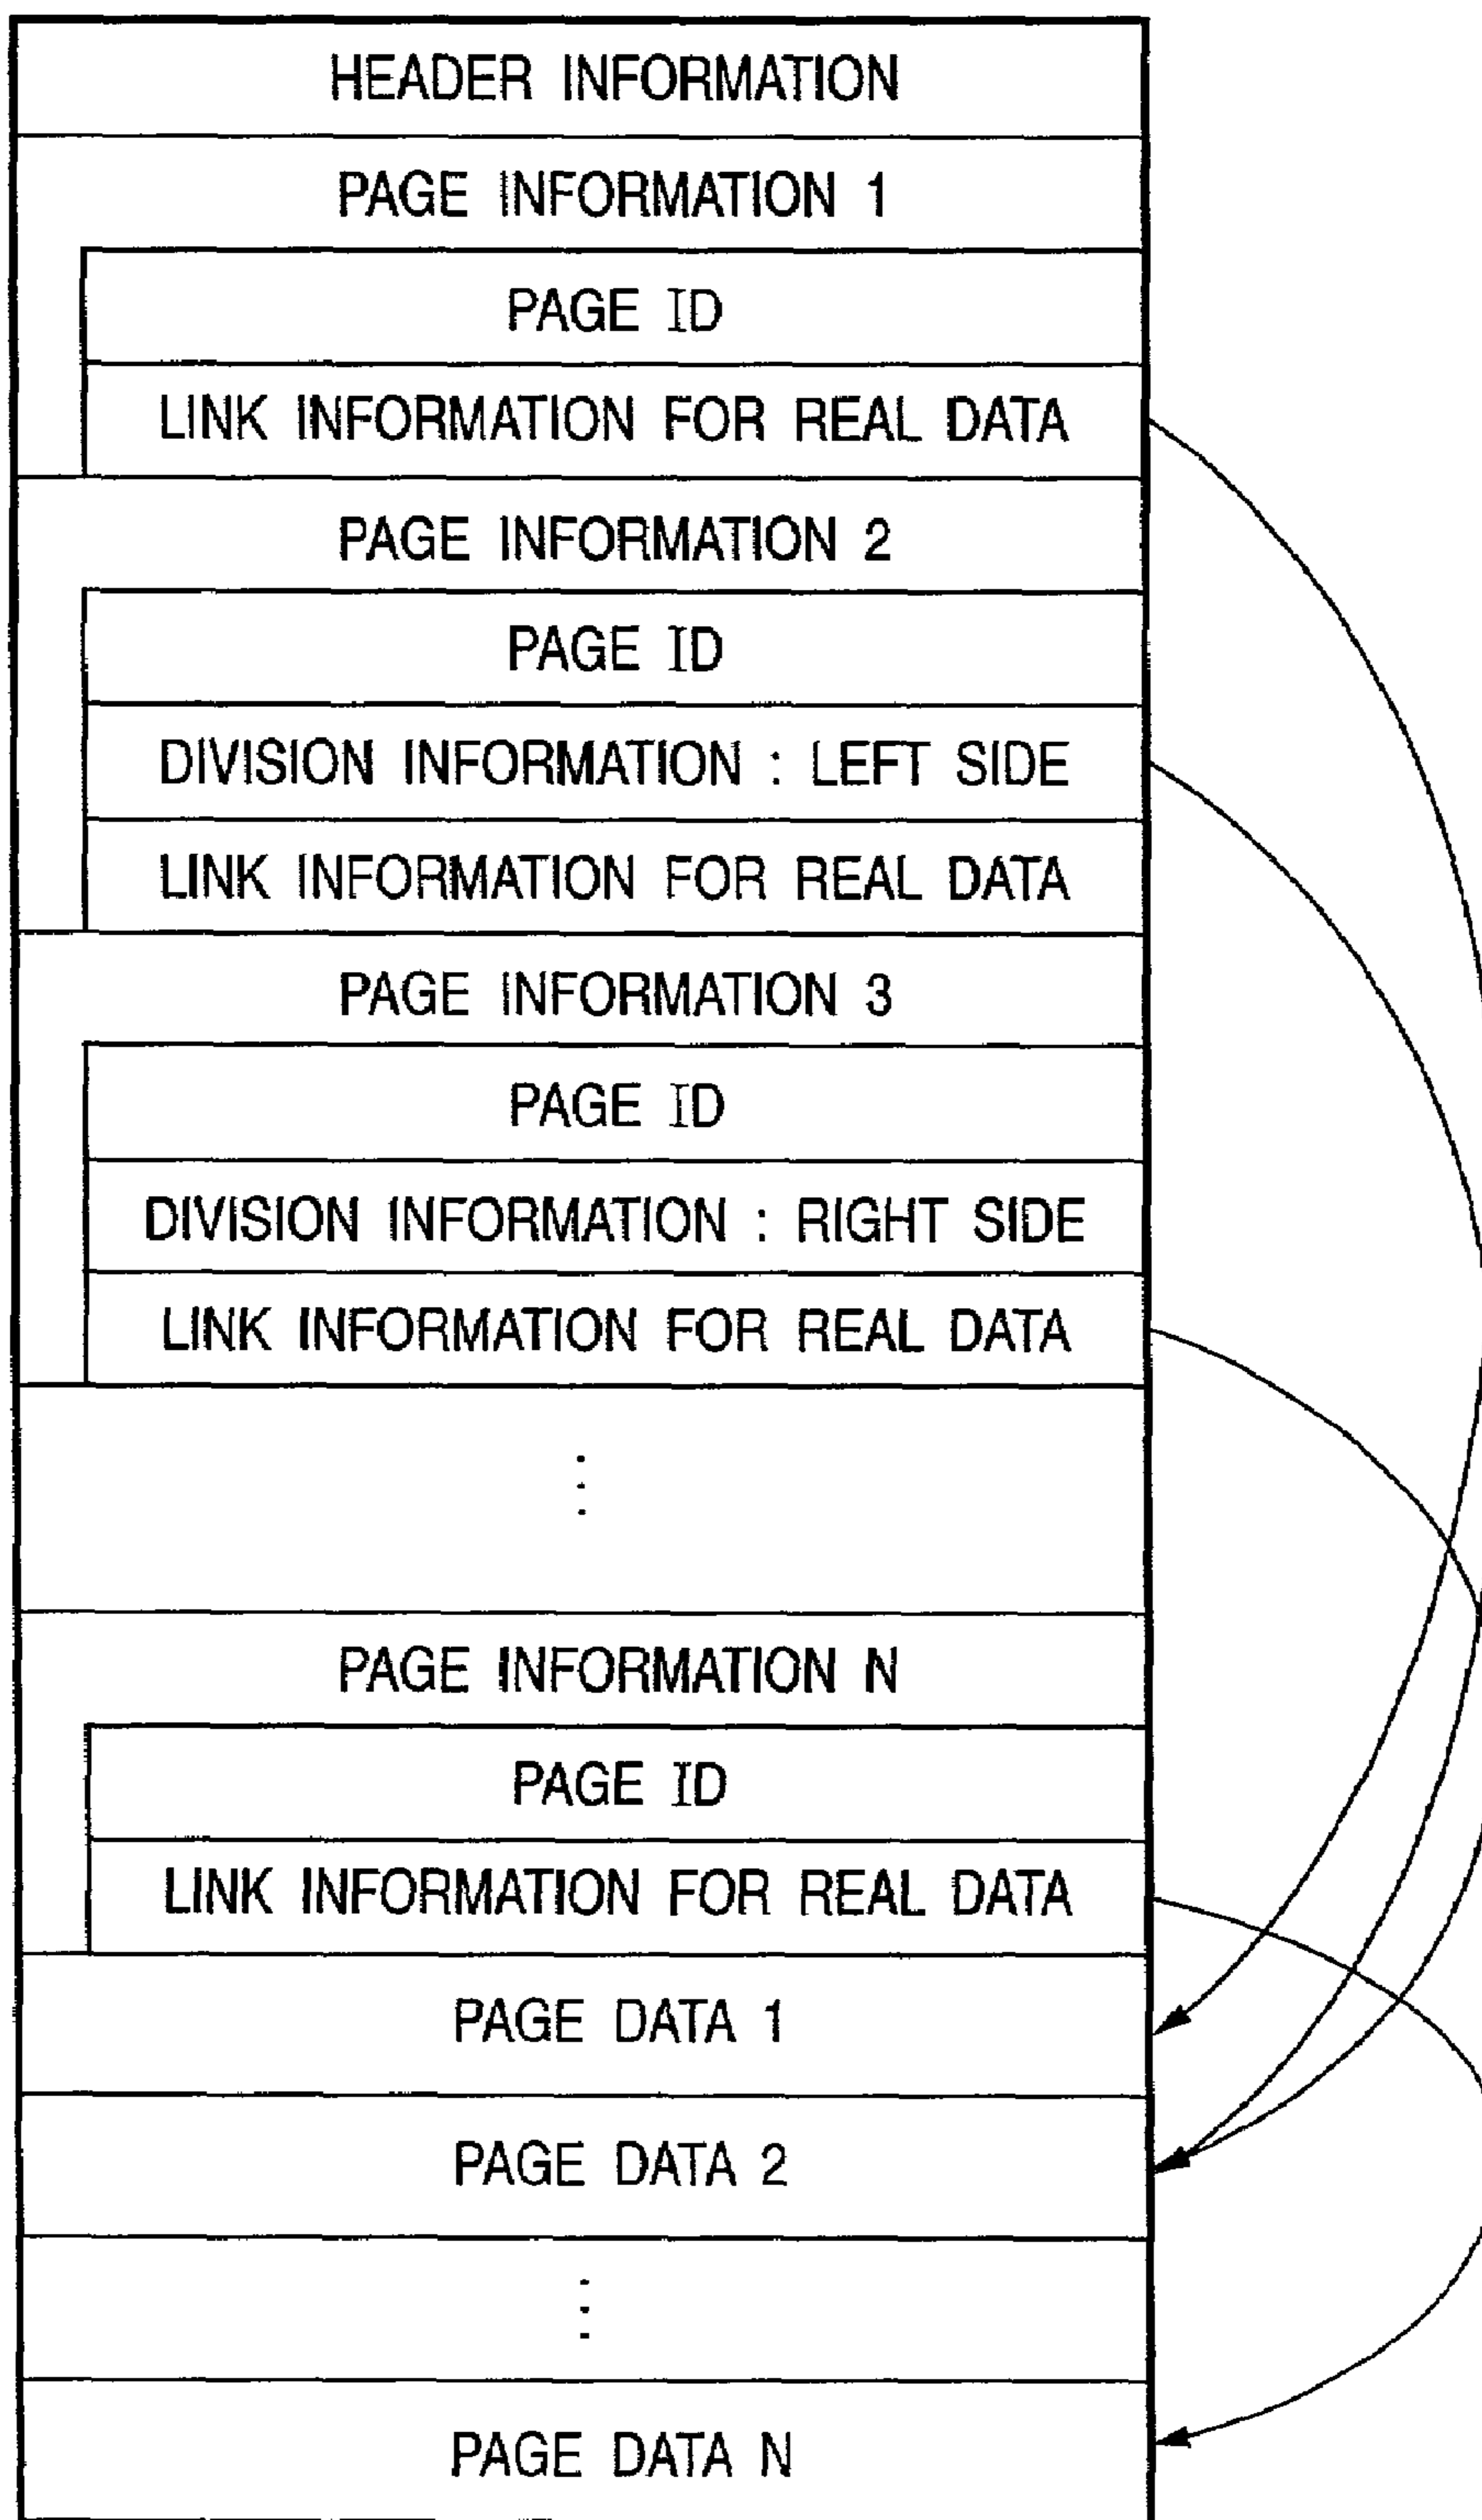 HEADER INFORMATION
PAGE INFORMATION 1
PAGE ID
LINK INFORMATION FOR REAL DATA
PAGE INFORMATION 2
PAGE ID
DIVISION INFORMATION : LEFT SIDE
LINK INFORMATION FOR REAL DATA
PAGE INFORMATION 3
PAGE ID
DIVISION INFORMATION : RIGHT SIDE
LINK INFORMATION FOR REAL DATA
PAGE INFORMATION N
PAGE ID
LINK INFORMATION FOR REAL DATA
PAGE DATA 1
PAGE DATA 2
PAGE DATA N